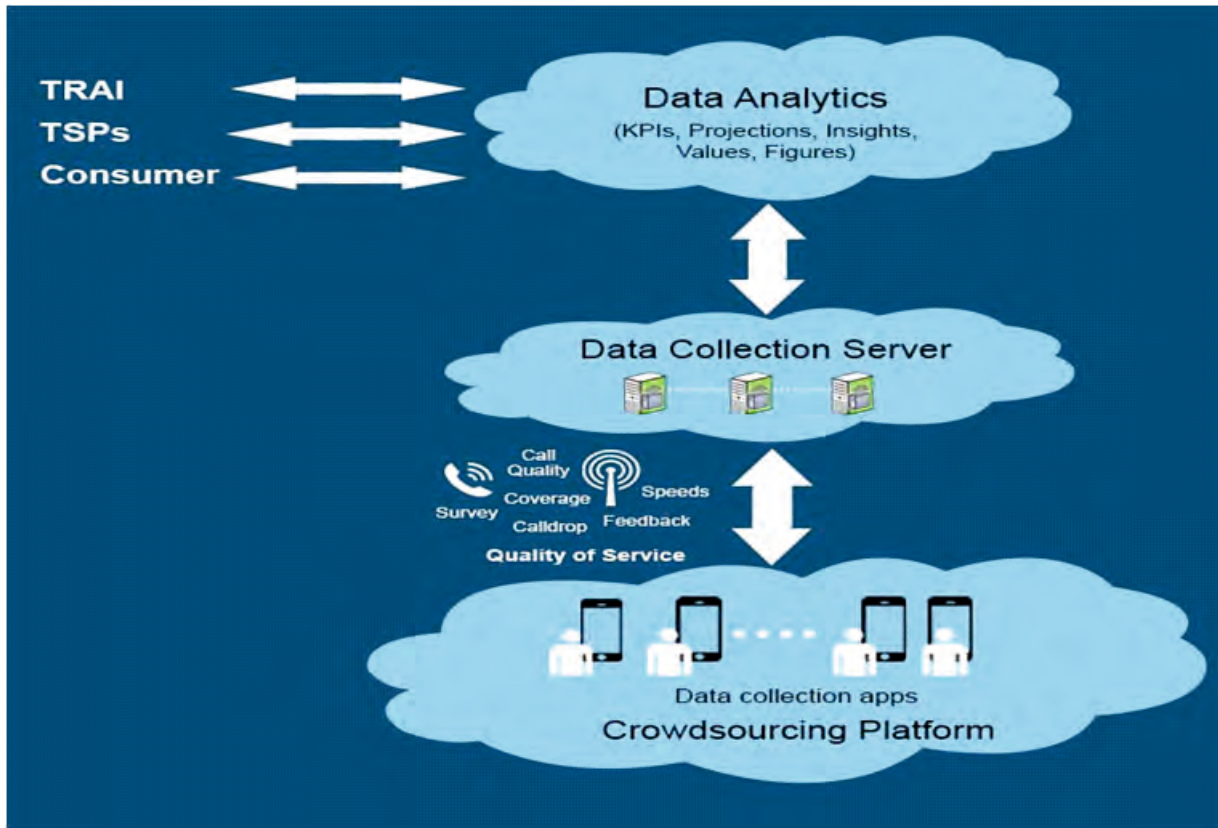 TRAI
TSPs
Consumer
Data Analytics
(KPIs, Projections, Insights,
Values, Figures)
Data Collection Server
Call
Quality
Coverage
Speeds
Survey
Calldrop
Feedback
Quality of Service
Data collection apps
Crowdsourcing Platform